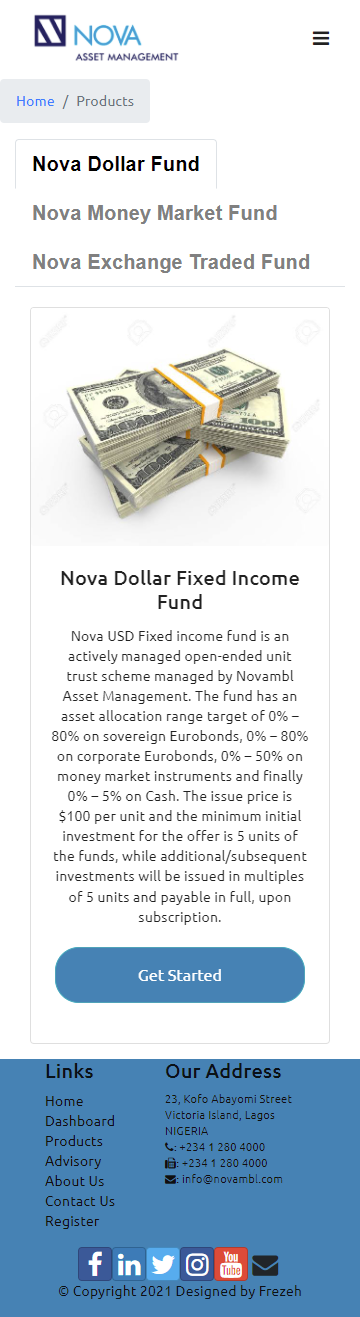 NOVA
ASSET MANAGEMENT
Home / Products
Nova Dollar Fund
Nova Money Market Fund
Nova Exchange Traded Fund
100
Nova Dollar Fixed Income
Fund
Nova USD Fixed income fund is an
actively managed open-ended unit
trust scheme managed by Novambl
Asset Management. The fund has an
asset allocation range target of 0% –
80% on sovereign Eurobonds, 0% – 80%
on corporate Eurobonds, 0% – 50% on
money market instruments and finally
0% – 5% on Cash. The issue price is
$100 per unit and the minimum initial
investment for the offer is 5 units of
the funds, while additional/subsequent
investments will be issued in multiples
of 5 units and payable in full, upon
subscription.
Get Started
Links
Home
Dashboard
Products
Advisory
About Us
Contact Us
Register
Our Address
23, Kofo Abayomi Street
Victoria Island, Lagos
NIGERIA
: +234 1 280 4000
: +234 1 280 4000
: info@novambl.com
You
Tube
© Copyright 2021 Designed by Frezeh